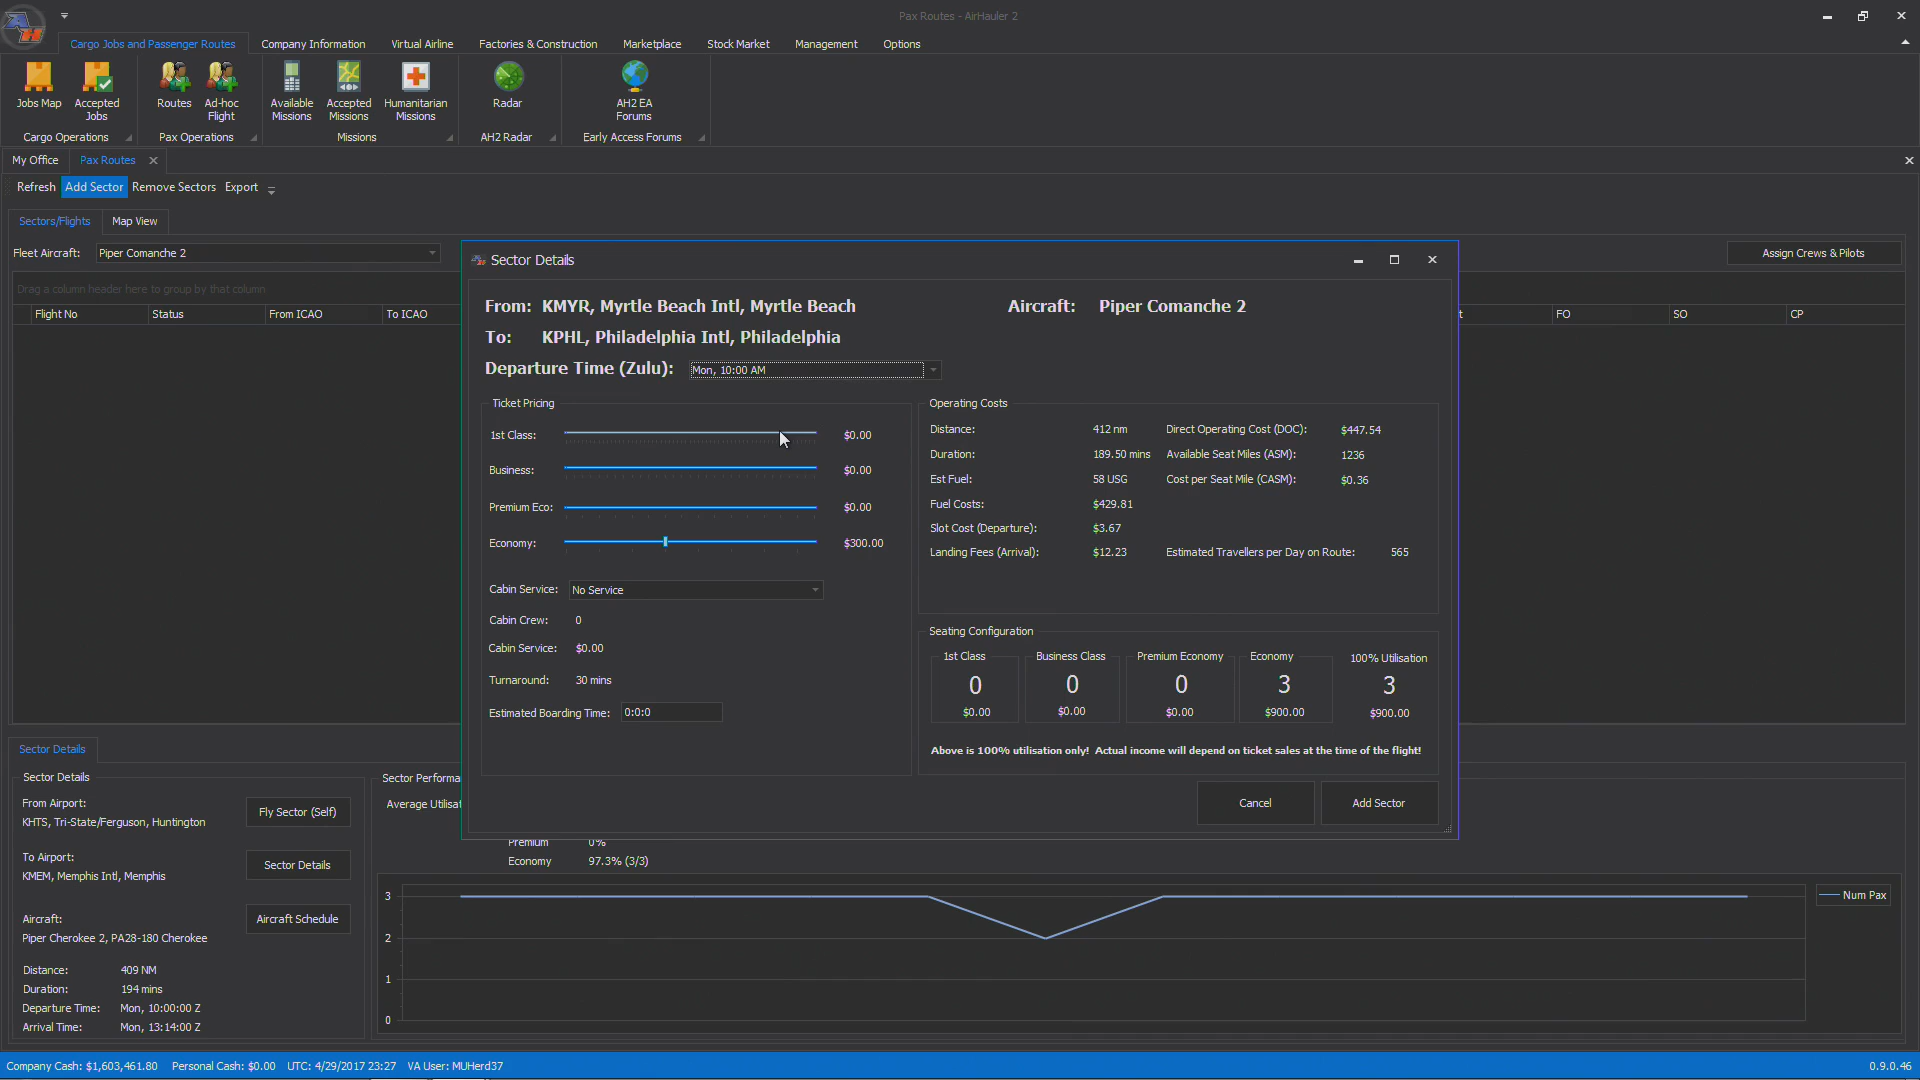 Pax Routes - AirHauler 2
Cargo Jobs and Passenger Routes Company Information Virtual Airline Factories & Construction Marketplace Stock Market Management Options
Jobs Map Accepted Jobs Routes Ad-hoc Flight Available Missions Accepted Missions Humanitarian Missions Radar AH2 EA Forums
Cargo Operations Pax Operations Missions AH2 Radar Early Access Forums
My Office Pax Routes
Refresh Add Sector Remove Sectors Export
Sectors/Flights Map View
Fleet Aircraft: Piper Comanche 2 Assign Crews & Pilots
Drag a column header here to group by that column
Flight No Status From ICAO To ICAO t FO SO CP
Sector Details
From: KMYR, Myrtle Beach Intl, Myrtle Beach Aircraft: Piper Comanche 2
To: KPHL, Philadelphia Intl, Philadelphia
Departure Time (Zulu): Mon, 10:00 AM
Ticket Pricing
1st Class: $0.00
Business: $0.00
Premium Eco: $0.00
Economy: $300.00
Cabin Service: No Service
Cabin Crew: 0
Cabin Service: $0.00
Turnaround: 30 mins
Estimated Boarding Time: 0:0:0
Operating Costs
Distance: 412 nm Direct Operating Cost (DOC): $447.54
Duration: 189.50 mins Available Seat Miles (ASM): 1236
Est Fuel: 58 USG Cost per Seat Mile (CASM): $0.36
Fuel Costs: $429.81
Slot Cost (Departure): $3.67
Landing Fees (Arrival): $12.23 Estimated Travellers per Day on Route: 565
Seating Configuration
1st Class Business Class Premium Economy Economy 100% Utilisation
0 0 0 3 3
$0.00 $0.00 $0.00 $900.00 $900.00
Above is 100% utilisation only! Actual income will depend on ticket sales at the time of the flight!
Cancel Add Sector
Sector Details
Sector Details
From Airport:
KHTS, Tri-State/Ferguson, Huntington
Fly Sector (Self)
To Airport:
KMEM, Memphis Intl, Memphis
Sector Details
Aircraft:
Piper Cherokee 2, PA28-180 Cherokee
Aircraft Schedule
Distance: 409 NM
Duration: 194 mins
Departure Time: Mon, 10:00:00 Z
Arrival Time: Mon, 13:14:00 Z
Sector Performa
Average Utilisat
Premium 0%
Economy 97.3% (3/3)
3
2
1
0
Num Pax
Company Cash: $1,603,461.80 Personal Cash: $0.00 UTC: 4/29/2017 23:27 VA User: MUHerd37 0.9.0.46